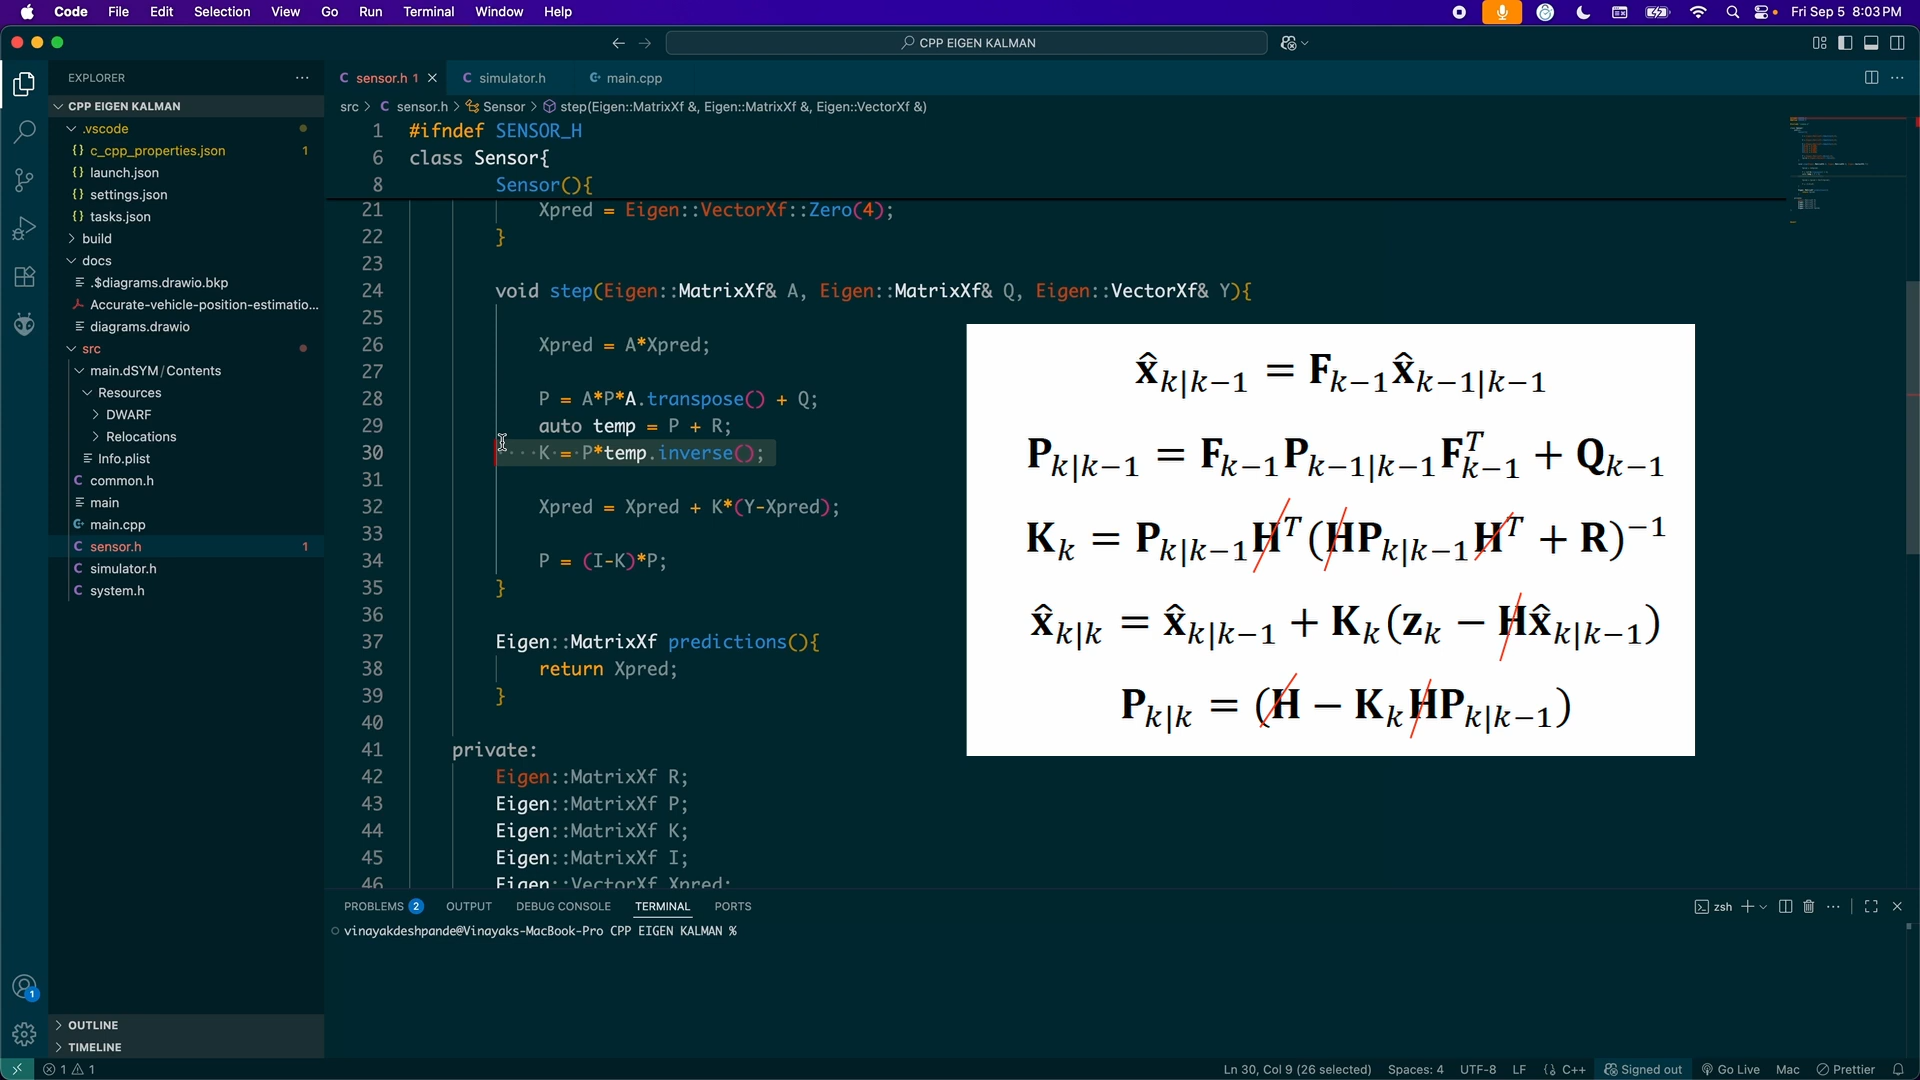 Code File Edit Selection View Go Run Terminal Window Help
Fri Sep 5 8:03 PM
CPP EIGEN KALMAN
EXPLORER
CPP EIGEN KALMAN
.vscode
c_cpp_properties.json 1
launch.json
settings.json
tasks.json
build
docs
.$diagrams.drawio.bkp
Accurate-vehicle-position-estimatio...
diagrams.drawio
src
main.dSYM/Contents
Resources
DWARF
Relocations
Info.plist
common.h
main
main.cpp
sensor.h 1
simulator.h
system.h
OUTLINE
TIMELINE
sensor.h 1 simulator.h main.cpp
src > sensor.h > Sensor > step(Eigen::MatrixXf &, Eigen::MatrixXf &, Eigen::VectorXf &)
1 #ifndef SENSOR_H
6 class Sensor{
8 Sensor(){
21 Xpred = Eigen::VectorXf::Zero(4);
22 }
23
24 void step(Eigen::MatrixXf& A, Eigen::MatrixXf& Q, Eigen::VectorXf& Y){
25
26 Xpred = A*Xpred;
27
28 P = A*P*A.transpose() + Q;
29 auto temp = P + R;
30 ····K·=·P*temp.inverse();
31
32 Xpred = Xpred + K*(Y-Xpred);
33
34 P = (I-K)*P;
35 }
36
37 Eigen::MatrixXf predictions(){
38 return Xpred;
39 }
40
41 private:
42 Eigen::MatrixXf R;
43 Eigen::MatrixXf P;
44 Eigen::MatrixXf K;
45 Eigen::MatrixXf I;
46 Eigen::VectorXf Xpred;
x̂ₖ|ₖ₋₁ = Fₖ₋₁x̂ₖ₋₁|ₖ₋₁
Pₖ|ₖ₋₁ = Fₖ₋₁Pₖ₋₁|ₖ₋₁Fᵀₖ₋₁ + Qₖ₋₁
Kₖ = Pₖ|ₖ₋₁Hᵀ(HPₖ|ₖ₋₁Hᵀ + R)⁻¹
x̂ₖ|ₖ = x̂ₖ|ₖ₋₁ + Kₖ(zₖ − Hx̂ₖ|ₖ₋₁)
Pₖ|ₖ = (H − KₖHPₖ|ₖ₋₁)
PROBLEMS 2 OUTPUT DEBUG CONSOLE TERMINAL PORTS
zsh
vinayakdeshpande@Vinayaks-MacBook-Pro CPP EIGEN KALMAN %
1
1 1
Ln 30, Col 9 (26 selected) Spaces: 4 UTF-8 LF {} C++ Signed out Go Live Mac Prettier